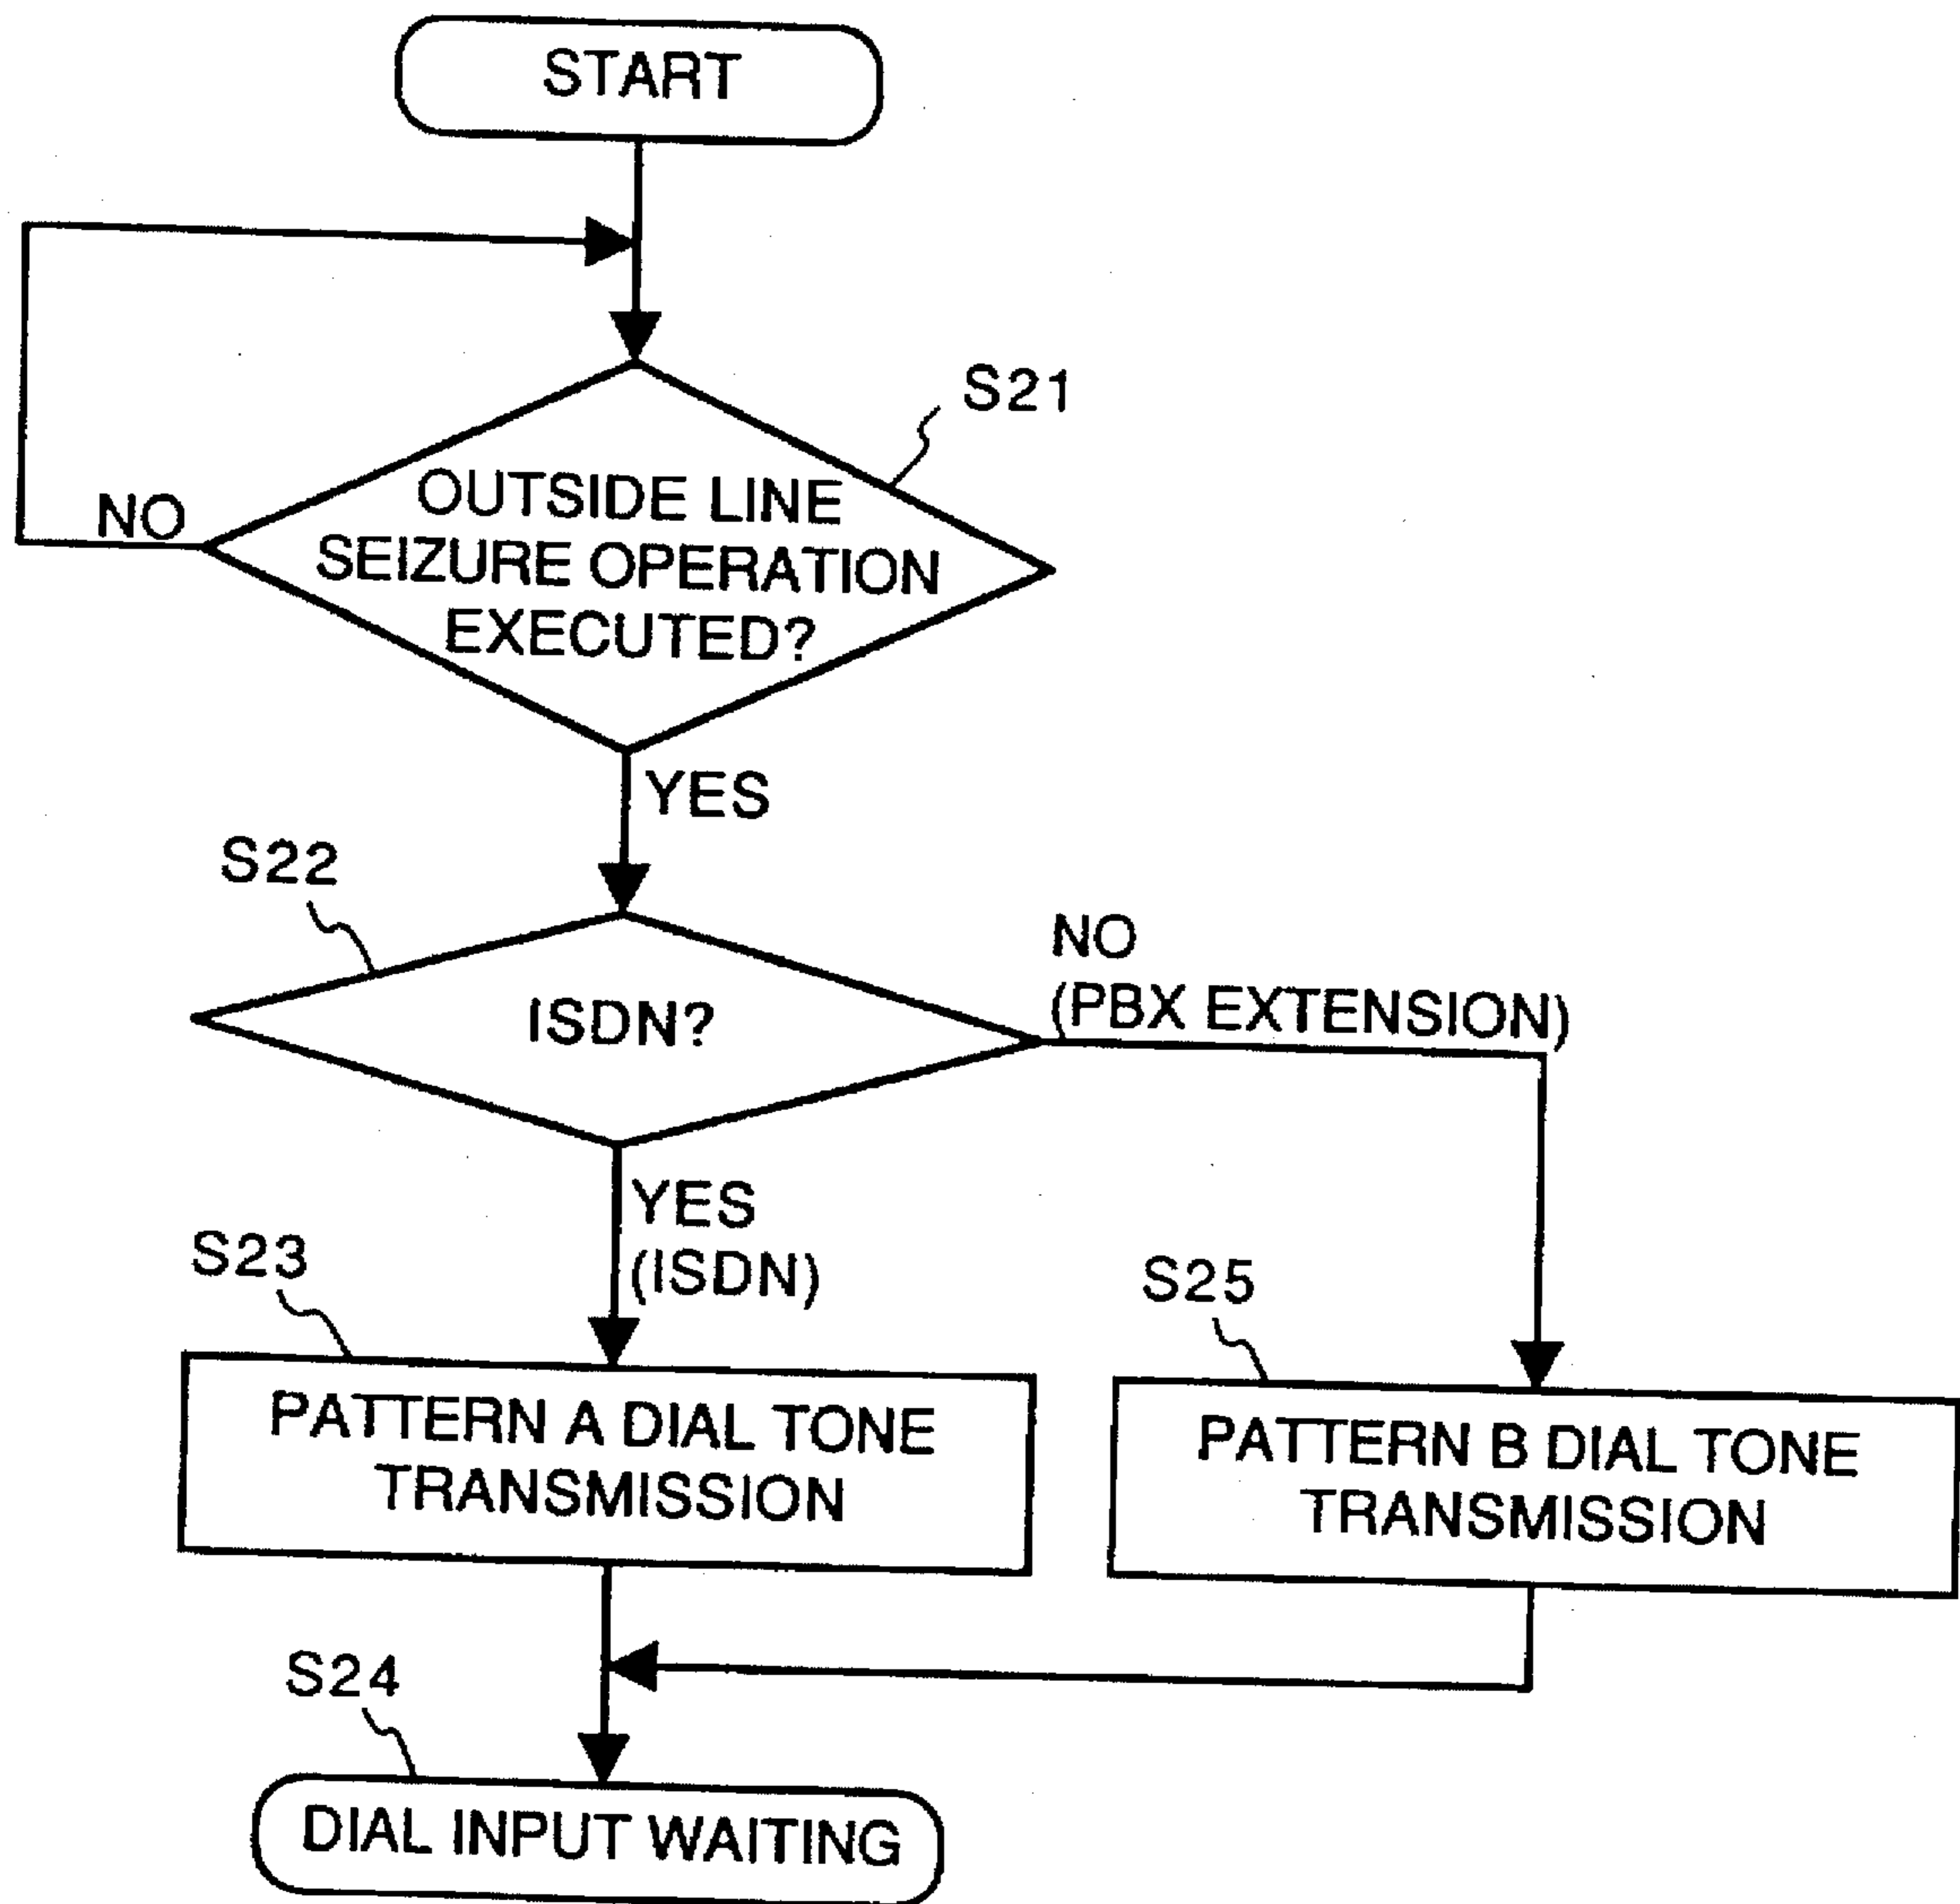 START
S21
OUTSIDE LINE
SEIZURE OPERATION
EXECUTED?
NO
YES
S22
ISDN?
NO
(PBX EXTENSION)
YES
(ISDN)
S23
PATTERN A DIAL TONE
TRANSMISSION
S25
PATTERN B DIAL TONE
TRANSMISSION
S24
DIAL INPUT WAITING